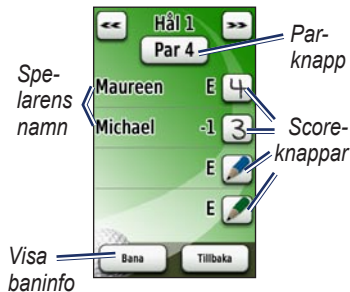 << Hål 1 >>
Par 4
Par-
knapp
Spe-
larens
namn
Maureen E 4
Michael -1 3
E
E
Score-
knappar
Visa
baninfo
Bana Tillbaka